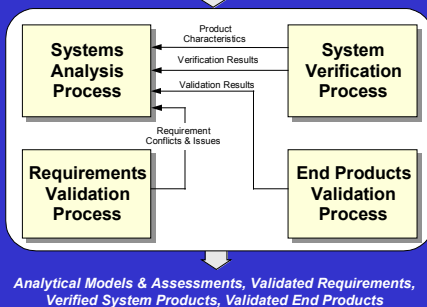 Product
Characteristics
Systems
Analysis
Process
System
Verification
Process
Verification Results
Validation Results
Requirement
Conflicts & Issues
Requirements
Validation
Process
End Products
Validation
Process
Analytical Models & Assessments, Validated Requirements,
Verified System Products, Validated End Products